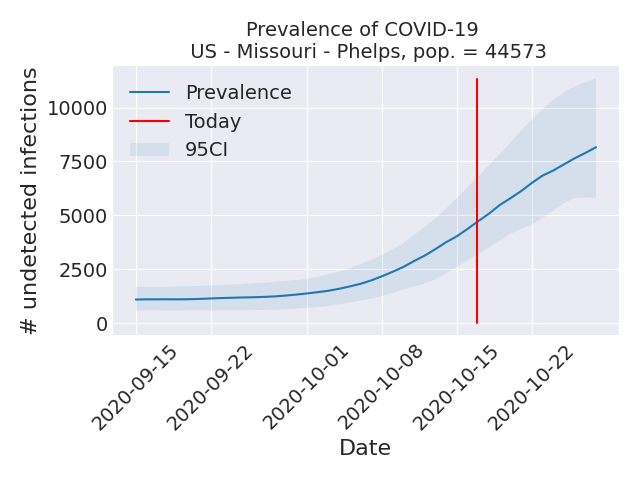 Prevalence of COVID-19
US - Missouri - Phelps, pop. = 44573
Prevalence
Today
95CI
# undetected infections
10000
7500
5000
2500
0
2020-09-15
2020-09-22
2020-10-01
2020-10-08
2020-10-15
2020-10-22
Date